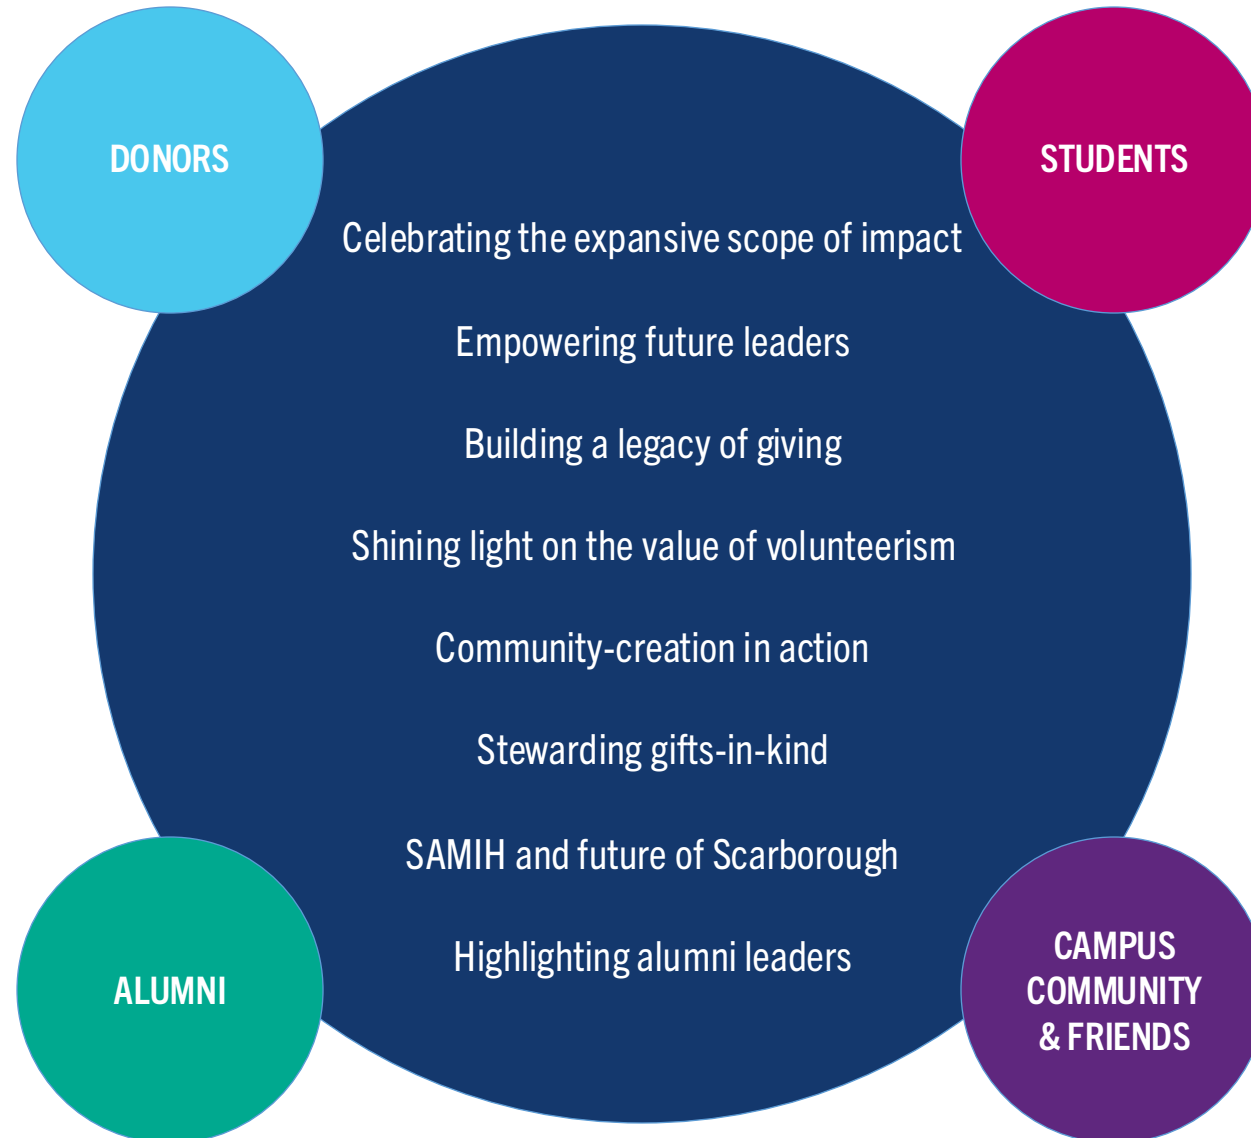 DONORS
STUDENTS
Celebrating the expansive scope of impact
Empowering future leaders
Building a legacy of giving
Shining light on the value of volunteerism
Community-creation in action
Stewarding gifts-in-kind
SAMIH and future of Scarborough
Highlighting alumni leaders
ALUMNI
CAMPUS
COMMUNITY
& FRIENDS